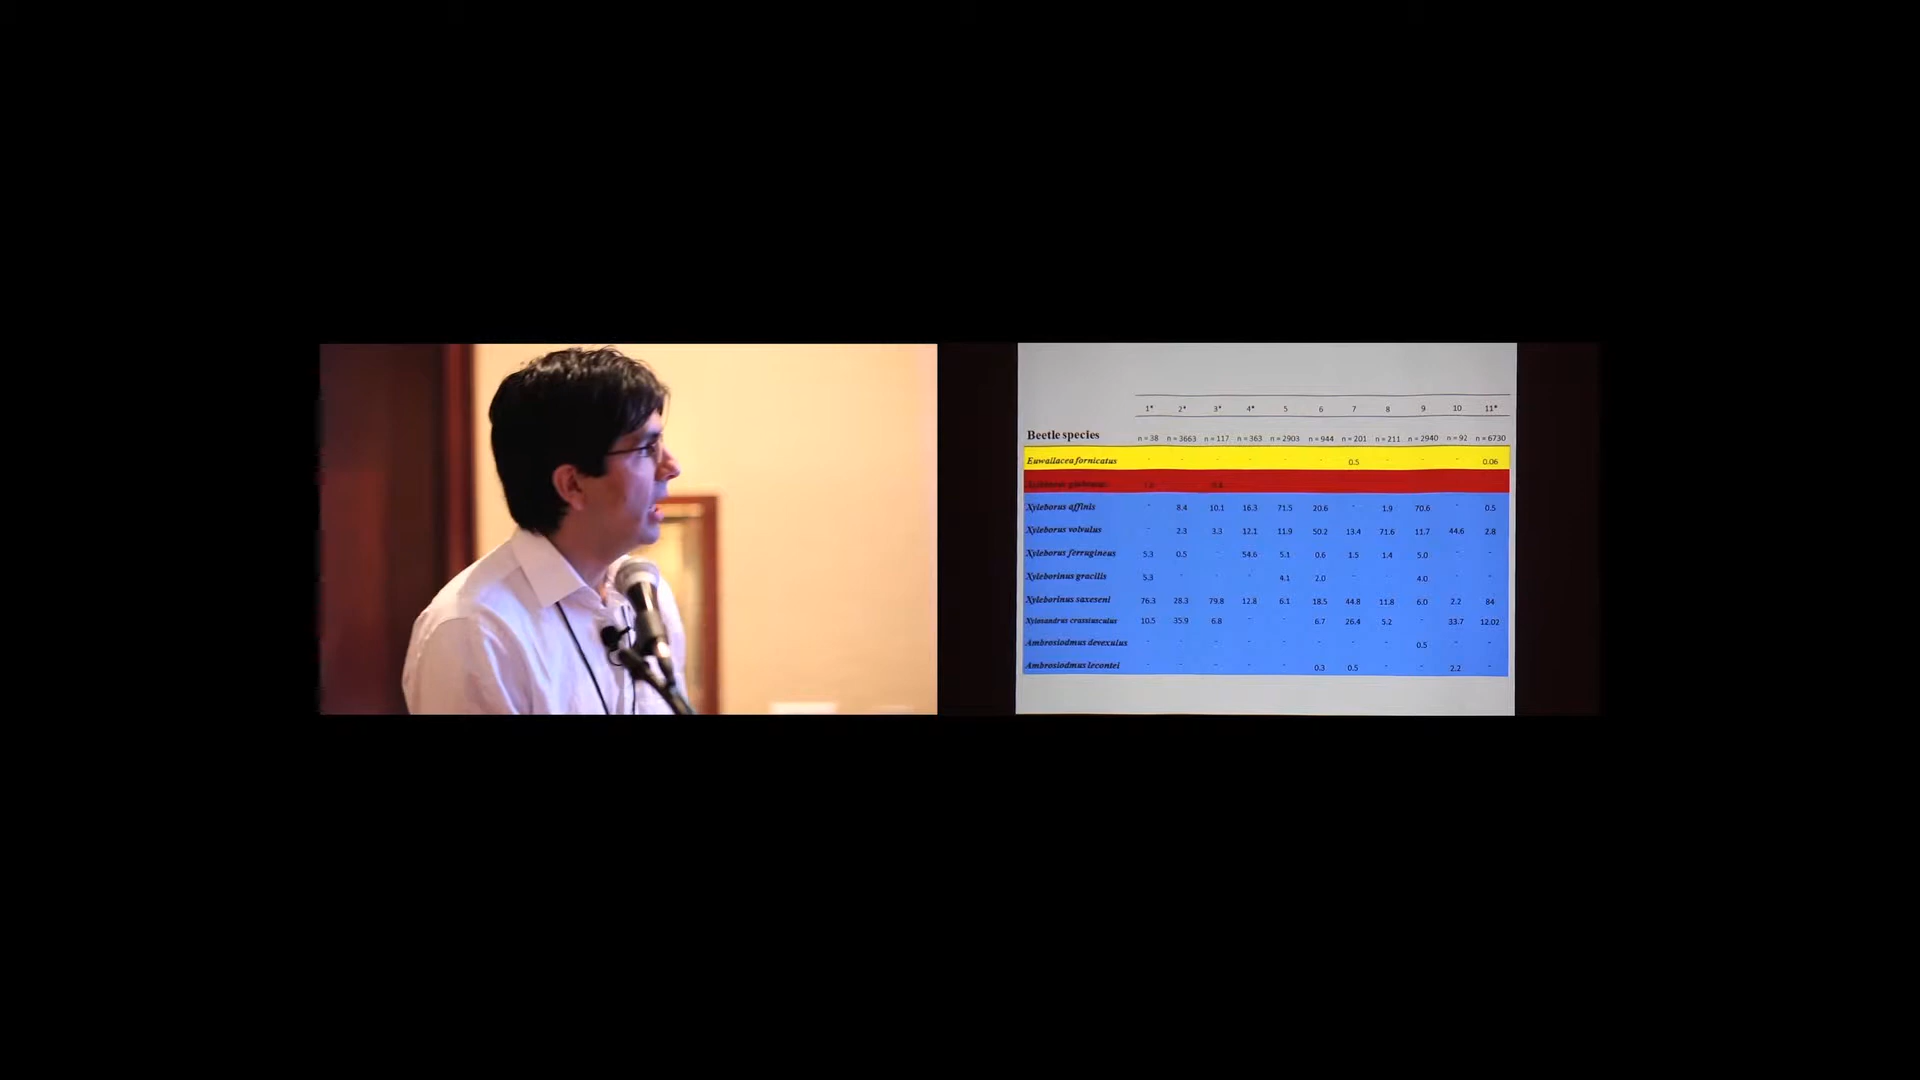 1* 2* 3* 4* 5 6 7 8 9 10 11*
Beetle species n = 38 n = 3663 n = 117 n = 363 n = 2903 n = 944 n = 201 n = 211 n = 2940 n = 92 n = 6730
Euwallacea fornicatus - - - - - - 0.5 - - - 0.06
Xyleborus affinis - 8.4 10.1 16.3 71.5 20.6 - 1.9 70.6 - 0.5
Xyleborus volvulus - 2.3 3.3 12.1 11.9 50.2 13.4 71.6 11.7 44.6 2.8
Xyleborus ferrugineus 5.3 0.5 - 54.6 5.1 0.6 1.5 1.4 5.0 - -
Xyleborinus gracilis 5.3 - - - 4.1 2.0 - - 4.0 - -
Xyleborinus saxeseni 76.3 28.3 79.8 12.8 6.1 18.5 44.8 11.8 6.0 2.2 84
Xylosandrus crassiusculus 10.5 35.9 6.8 - - 6.7 26.4 5.2 - 33.7 12.02
Ambrosiodmus devexulus - - - - - - - - 0.5 - -
Ambrosiodmus lecontei - - - - - 0.3 0.5 - - 2.2 -